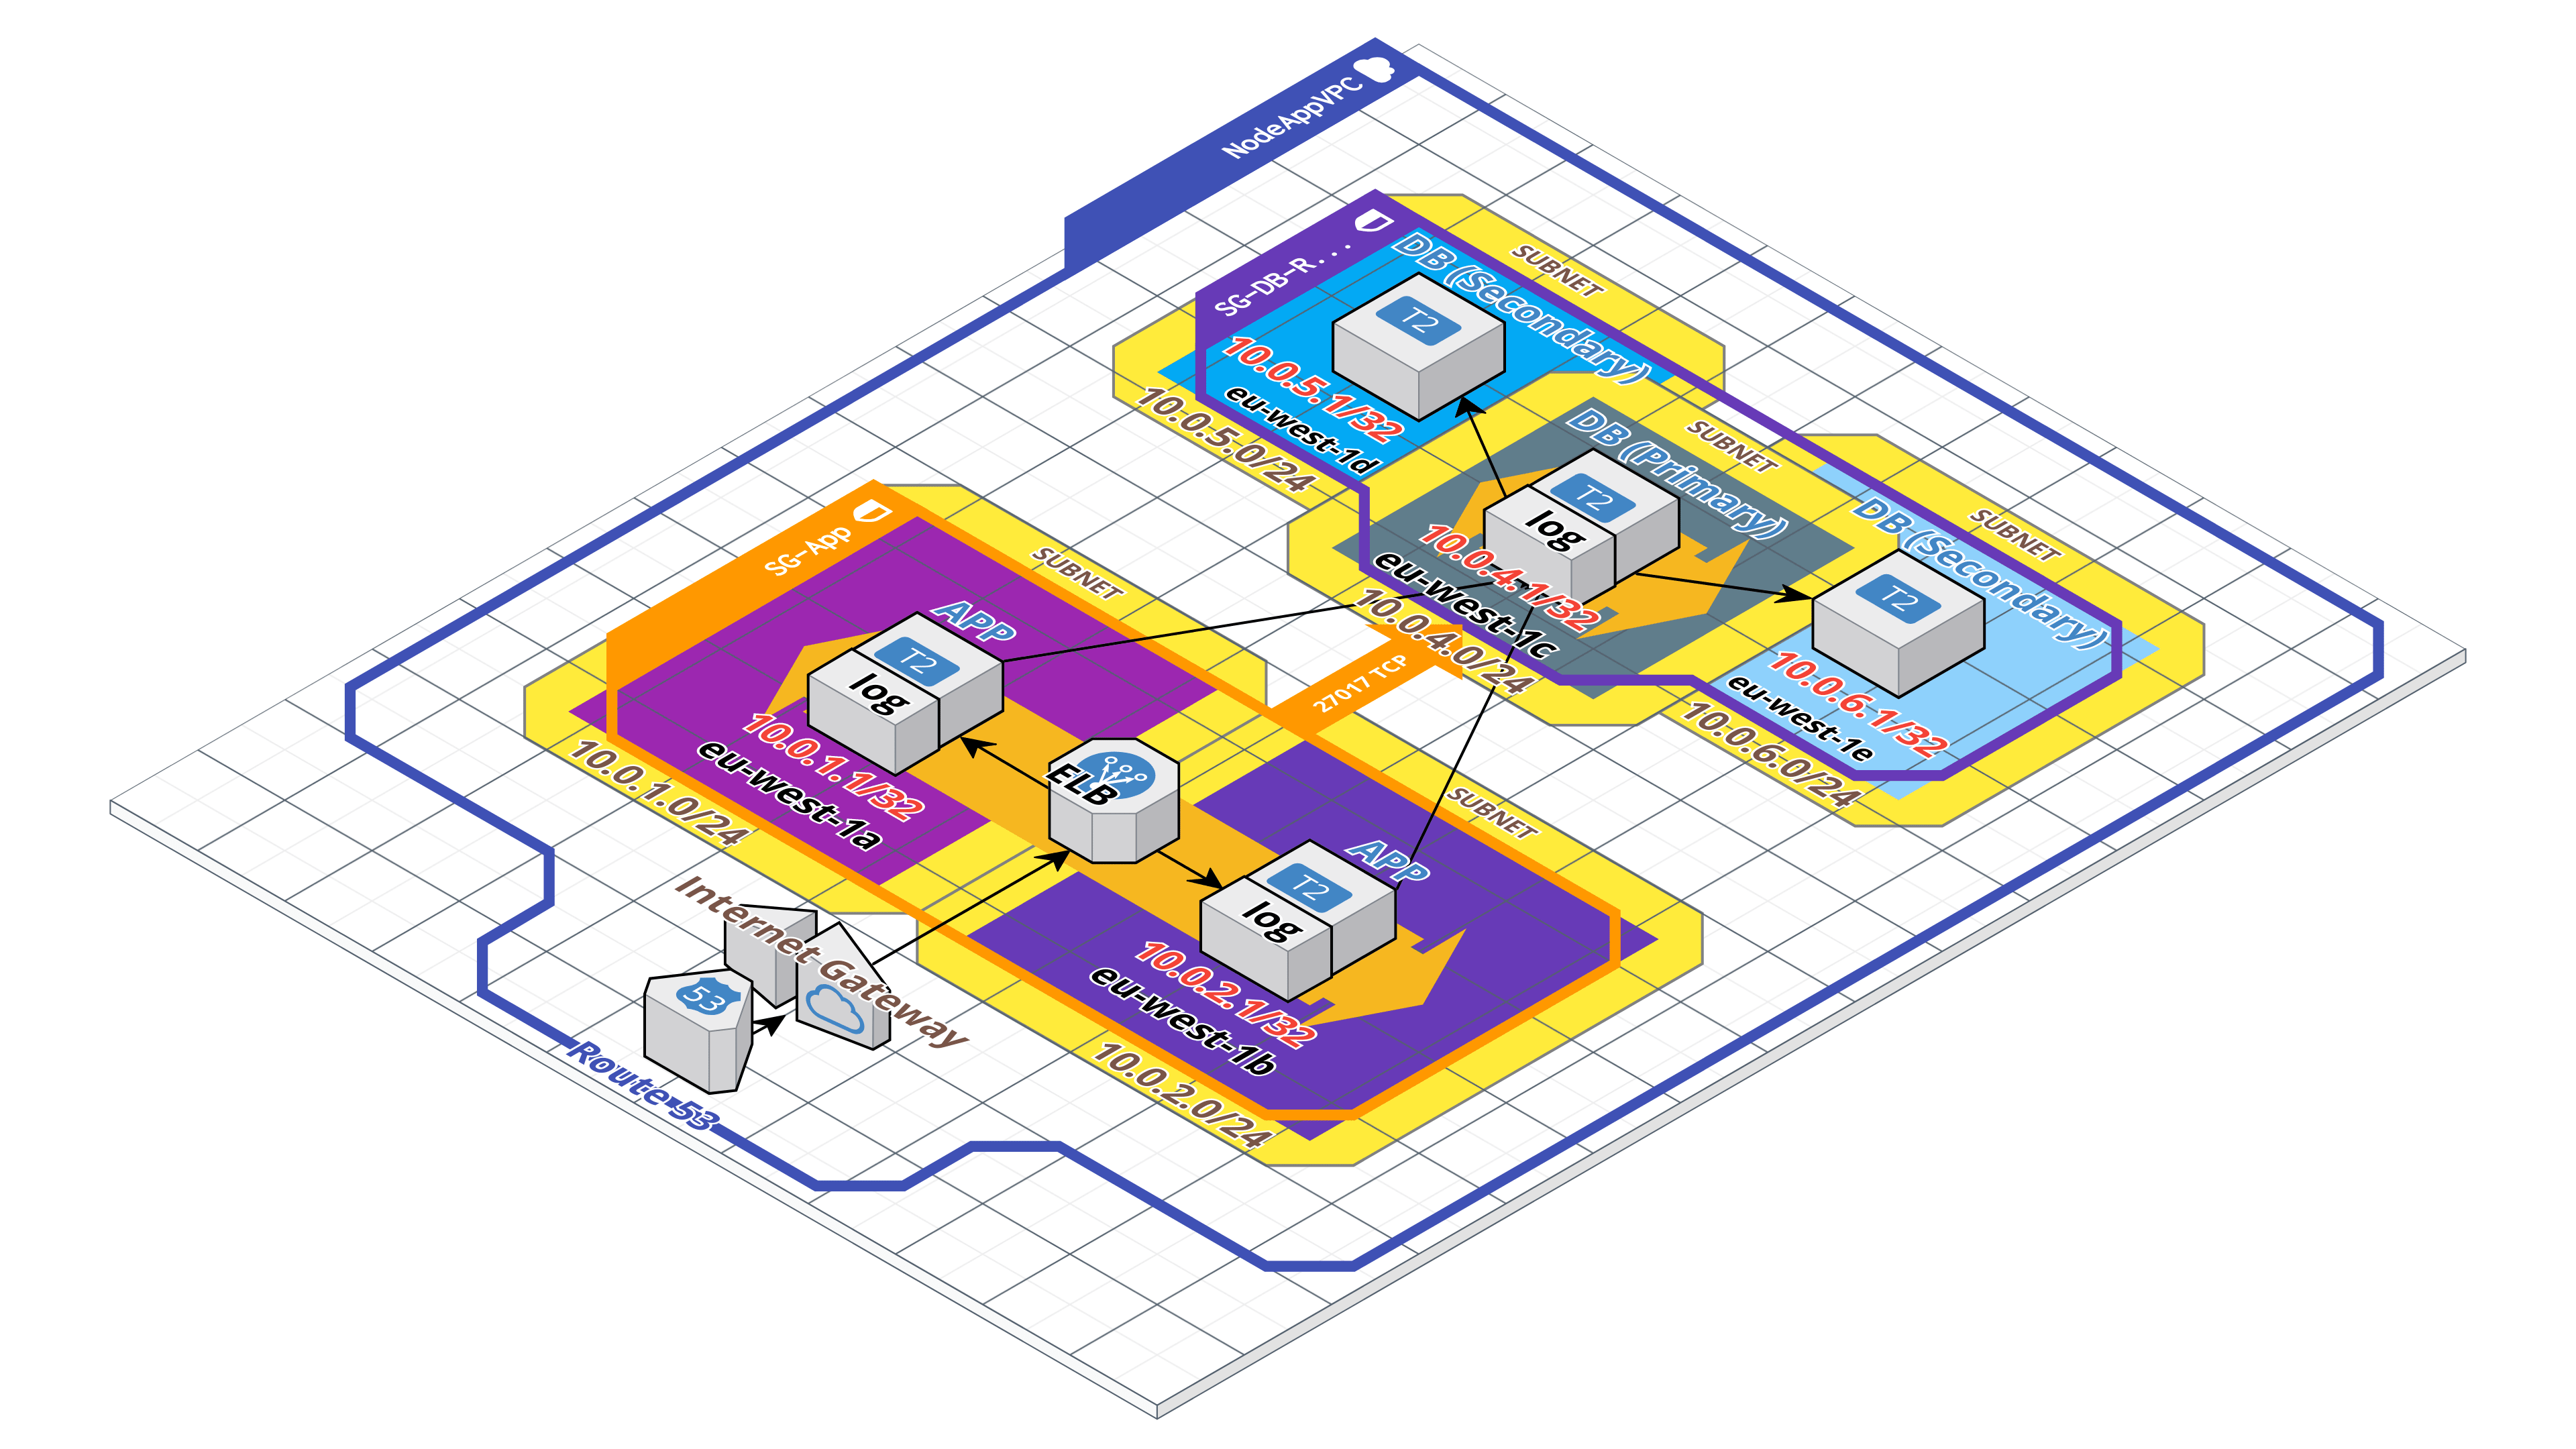 NodeAppVPC
SG-DB-R...
DB (Secondary)
SUBNET
T2
10.0.5.1/32
eu-west-1d
10.0.5.0/24
DB (Primary)
SUBNET
T2
log
10.0.4.1/32
eu-west-1c
10.0.4.0/24
DB (Secondary)
SUBNET
T2
10.0.6.1/32
eu-west-1e
10.0.6.0/24
SG-App
SUBNET
APP
T2
log
10.0.1.1/32
eu-west-1a
10.0.1.0/24
27017 TCP
ELB
SUBNET
APP
T2
log
10.0.2.1/32
eu-west-1b
10.0.2.0/24
Internet Gateway
53
Route 53